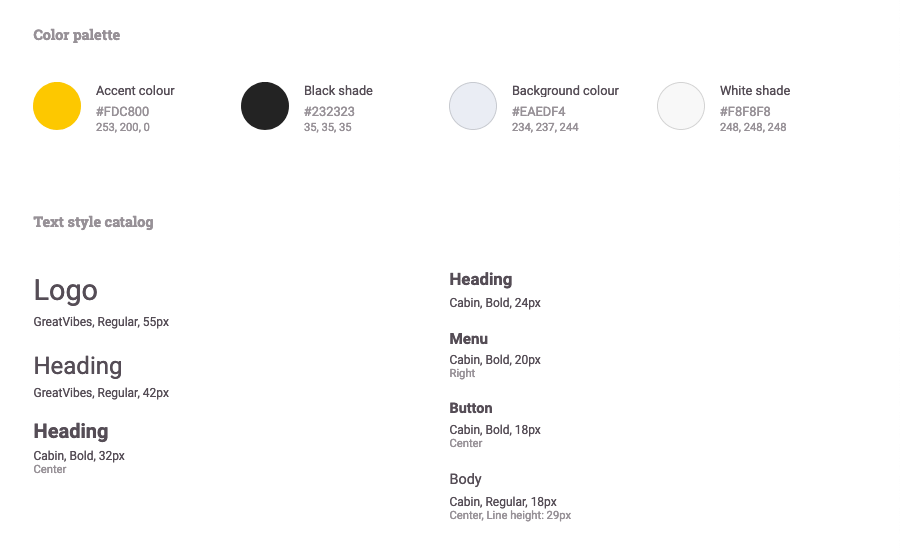 Color palette
Accent colour
#FDC800
253, 200, 0
Black shade
#232323
35, 35, 35
Background colour
#EAEDF4
234, 237, 244
White shade
#F8F8F8
248, 248, 248
Text style catalog
Logo
GreatVibes, Regular, 55px
Heading
GreatVibes, Regular, 42px
Heading
Cabin, Bold, 32px
Center
Heading
Cabin, Bold, 24px
Menu
Cabin, Bold, 20px
Right
Button
Cabin, Bold, 18px
Center
Body
Cabin, Regular, 18px
Center, Line height: 29px